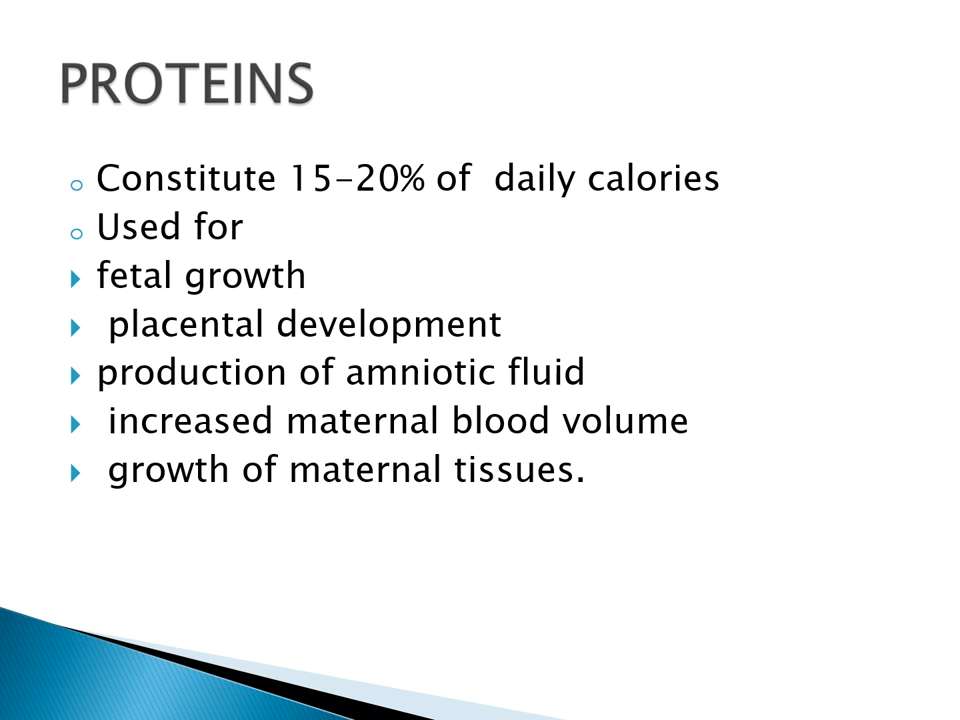 PROTEINS
o Constitute 15-20% of  daily calories
o Used for
fetal growth
placental development
production of amniotic fluid
increased maternal blood volume
growth of maternal tissues.